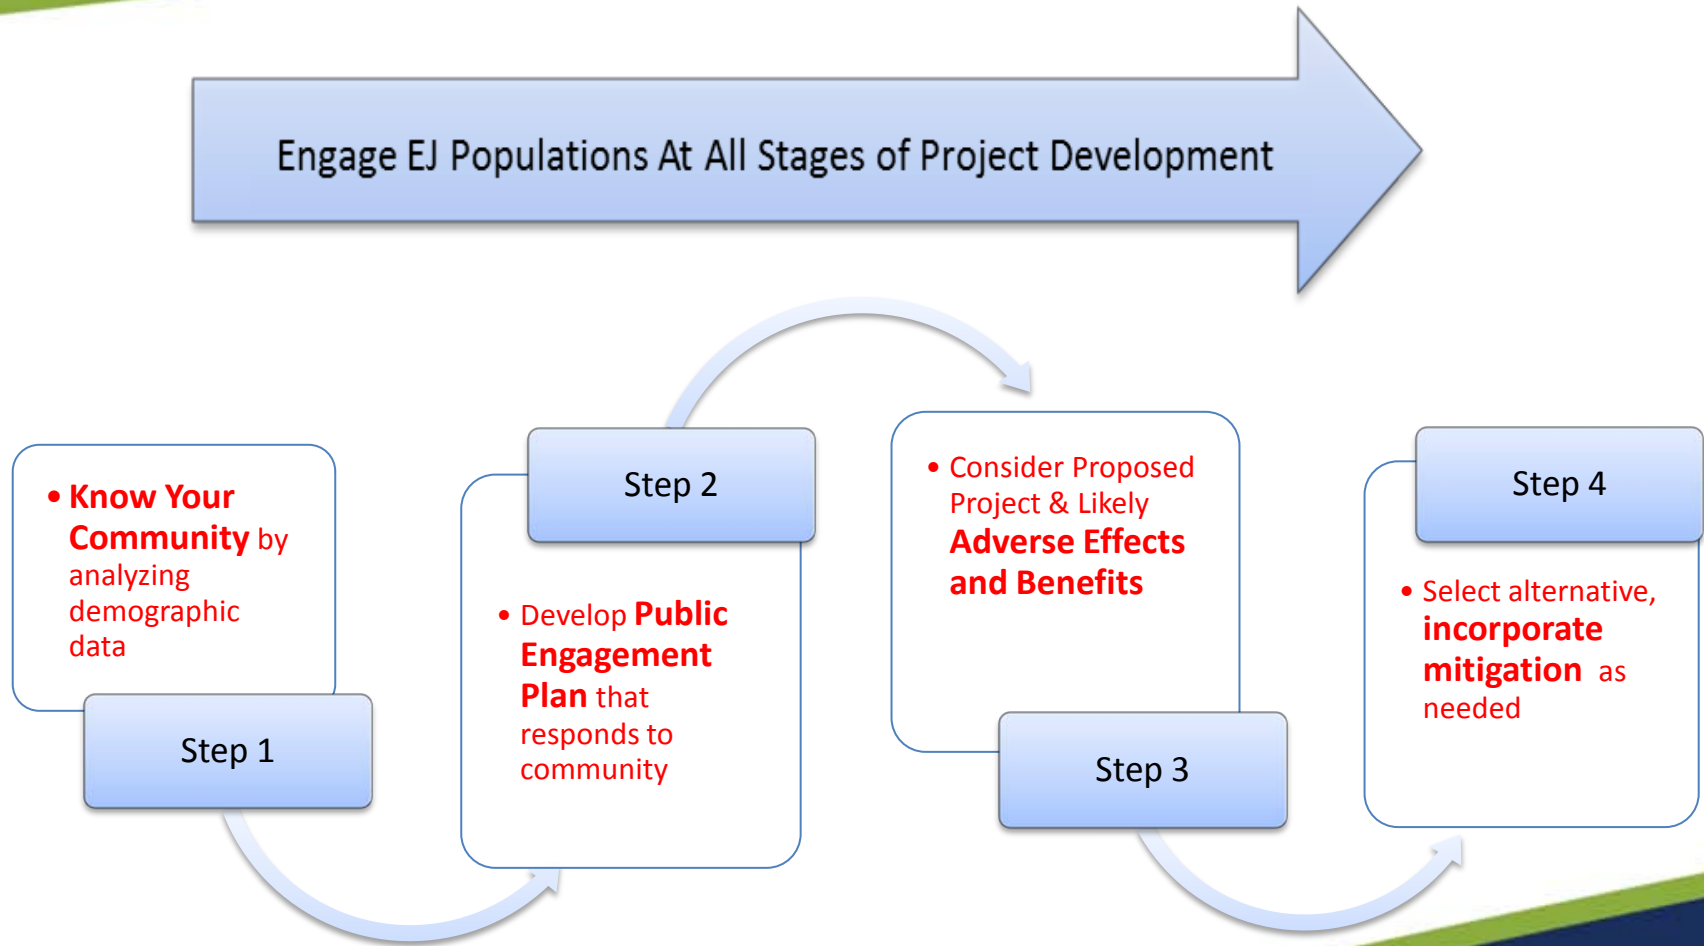 Engage EJ Populations At All Stages of Project Development
• Know Your
Community by
analyzing
demographic
data
Step 1
Step 2
• Develop Public
Engagement
Plan that
responds to
community
• Consider Proposed
Project & Likely
Adverse Effects
and Benefits
Step 3
Step 4
• Select alternative,
incorporate
mitigation as
needed